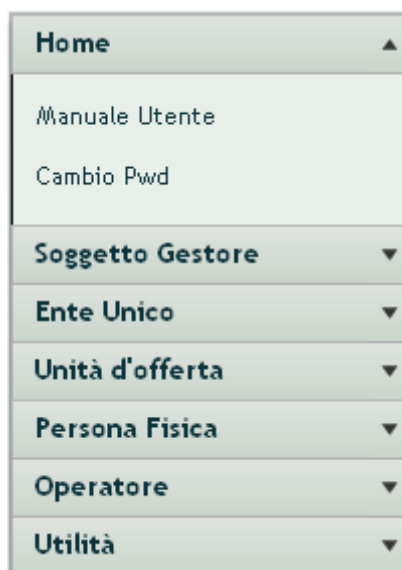 Home
Manuale Utente
Cambio Pwd
Soggetto Gestore
Ente Unico
Unità d'offerta
Persona Fisica
Operatore
Utilità